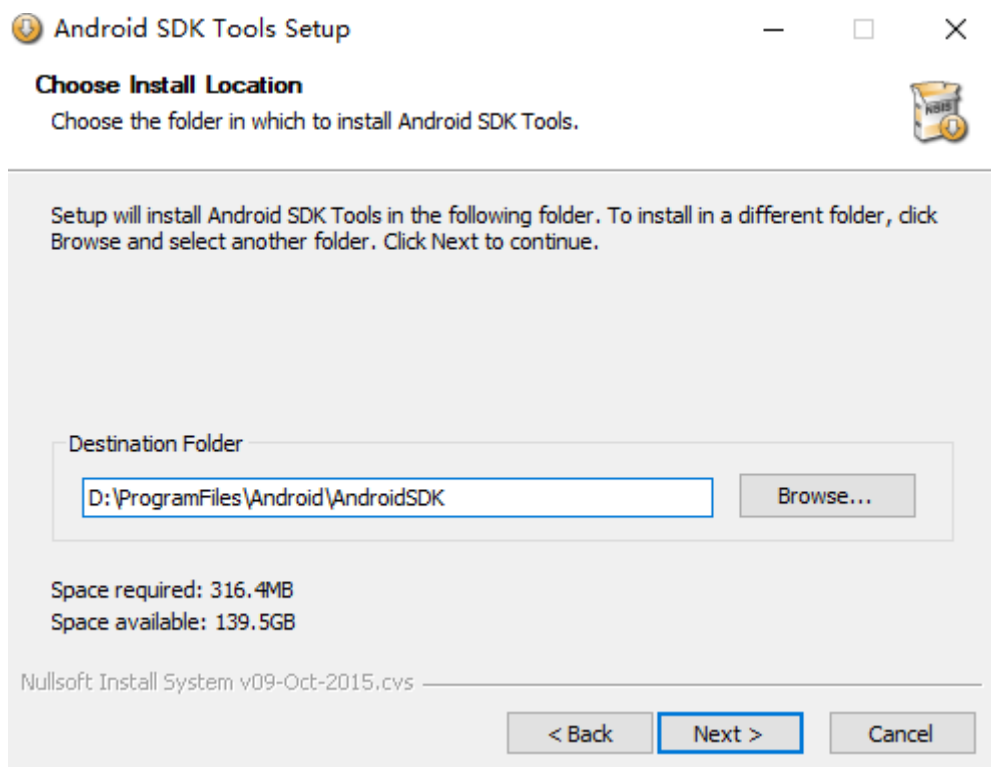 Android SDK Tools Setup
Choose Install Location
Choose the folder in which to install Android SDK Tools.
NSIS
Setup will install Android SDK Tools in the following folder. To install in a different folder, click
Browse and select another folder. Click Next to continue.
Destination Folder
D:\ProgramFiles\Android\AndroidSDK
Browse...
Space required: 316.4MB
Space available: 139.5GB
Nullsoft Install System v09-Oct-2015.cvs
< Back
Next >
Cancel